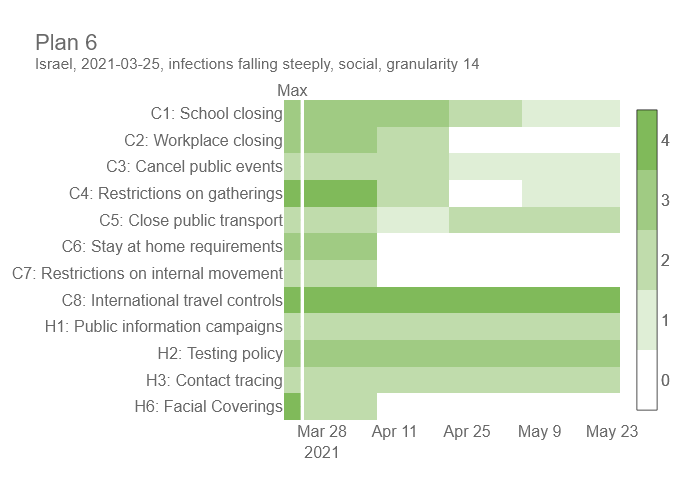 Plan 6
Israel, 2021-03-25, infections falling steeply, social, granularity 14
Max
C1: School closing
C2: Workplace closing
C3: Cancel public events
C4: Restrictions on gatherings
C5: Close public transport
C6: Stay at home requirements
C7: Restrictions on internal movement
C8: International travel controls
H1: Public information campaigns
H2: Testing policy
H3: Contact tracing
H6: Facial Coverings
4
3
2
1
0
Mar 28 Apr 11 Apr 25 May 9 May 23
2021